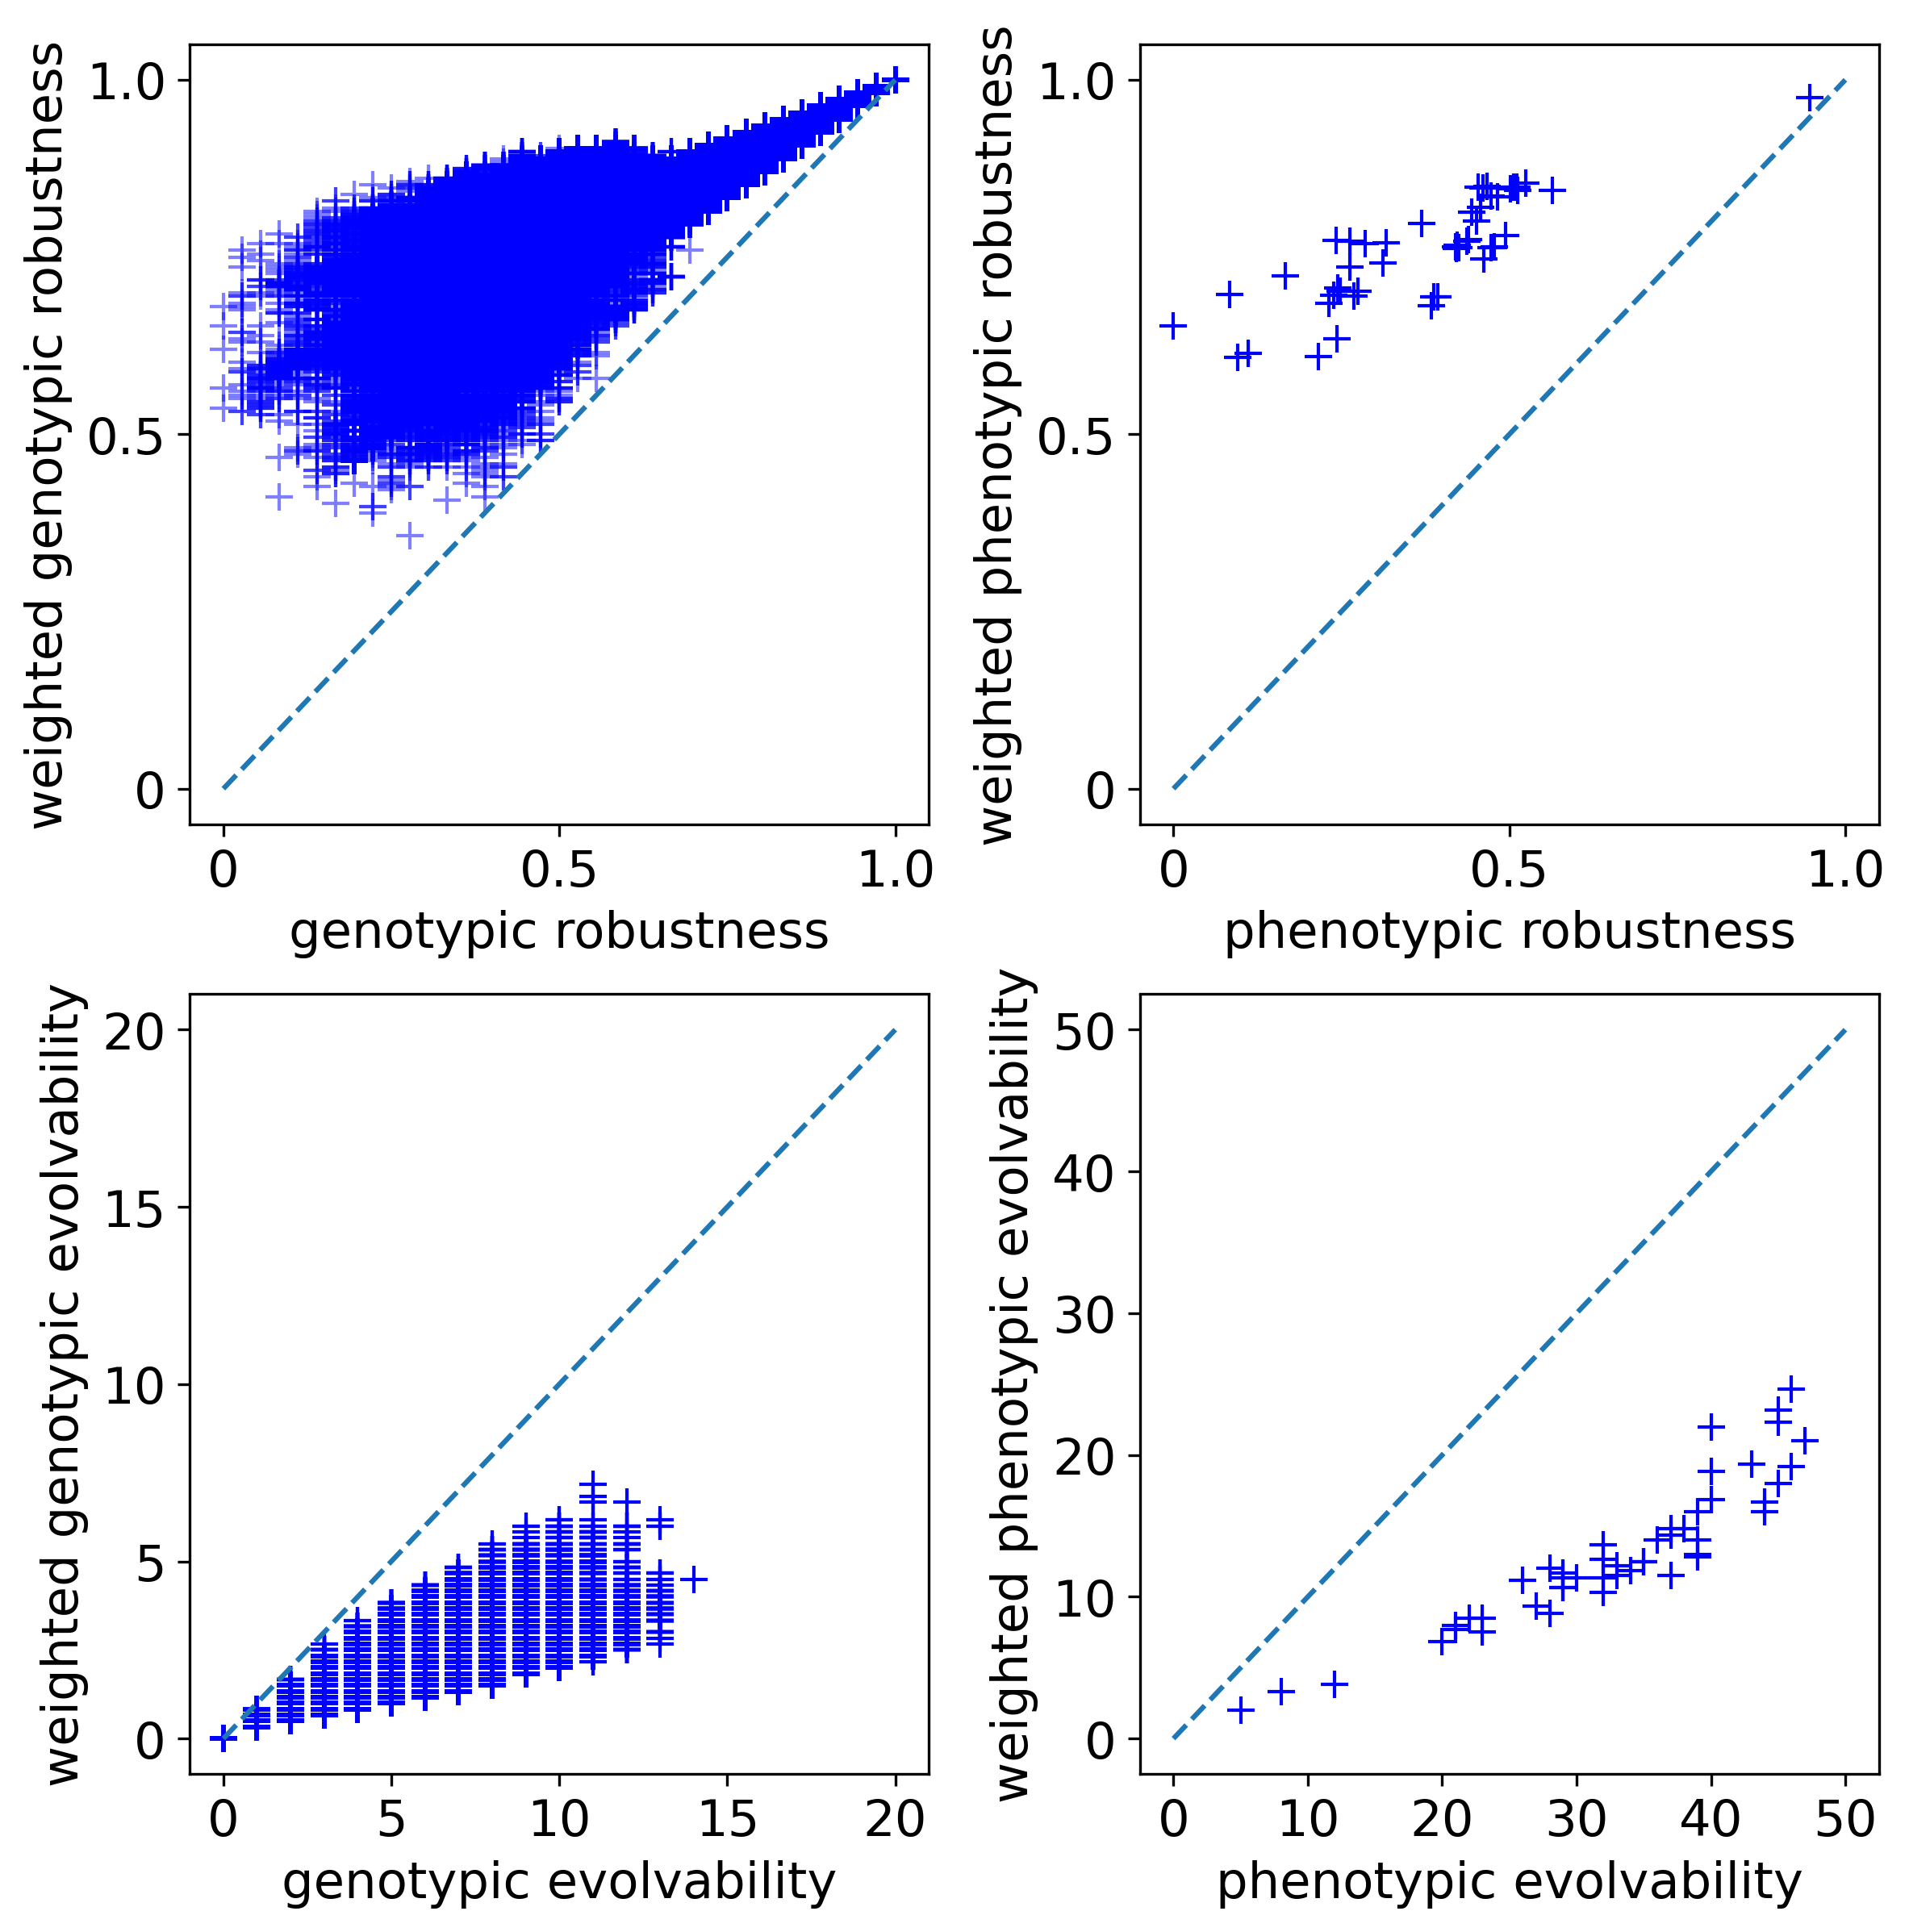 weighted genotypic robustness
1.0
0.5
0
0 0.5 1.0
genotypic robustness
weighted phenotypic robustness
1.0
0.5
0
0 0.5 1.0
phenotypic robustness
weighted genotypic evolvability
20
15
10
5
0
0 5 10 15 20
genotypic evolvability
weighted phenotypic evolvability
50
40
30
20
10
0
0 10 20 30 40 50
phenotypic evolvability